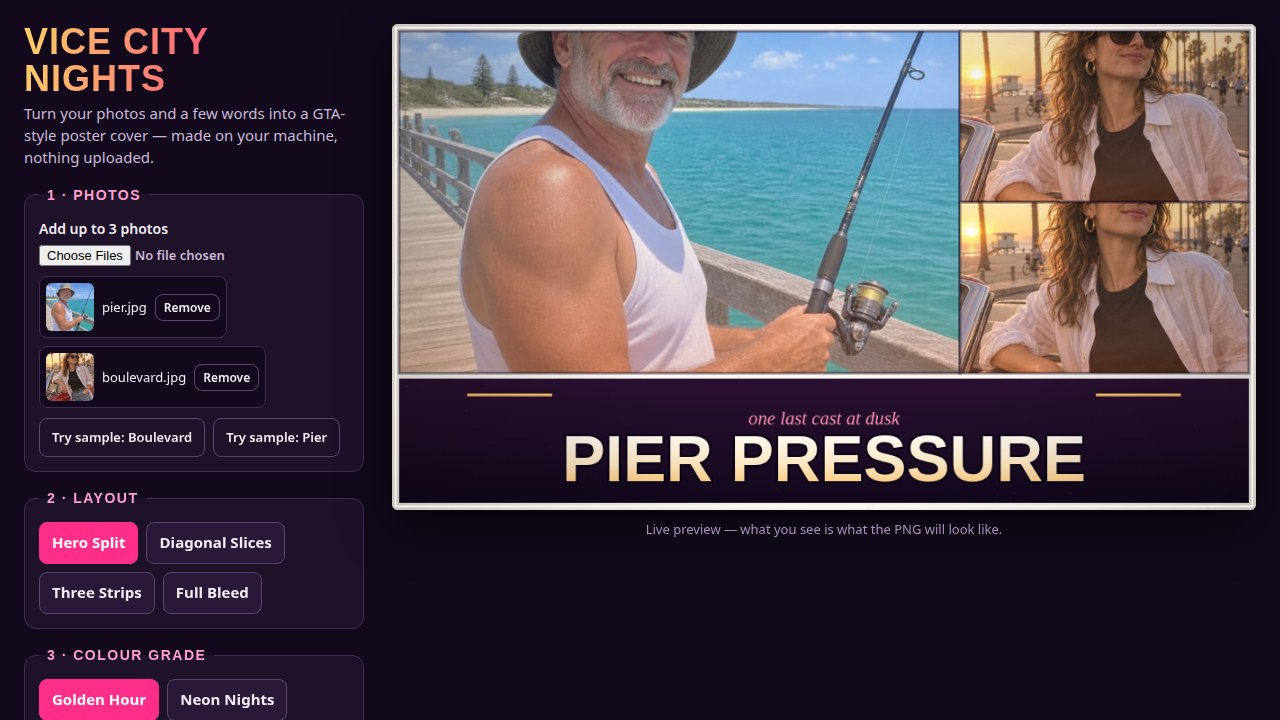 VICE CITY
NIGHTS
Turn your photos and a few words into a GTA-
style poster cover — made on your machine,
nothing uploaded.
1 · PHOTOS
Add up to 3 photos
Choose Files No file chosen
pier.jpg Remove
boulevard.jpg Remove
Try sample: Boulevard Try sample: Pier
2 · LAYOUT
Hero Split Diagonal Slices
Three Strips Full Bleed
3 · COLOUR GRADE
Golden Hour Neon Nights
one last cast at dusk
PIER PRESSURE
Live preview — what you see is what the PNG will look like.